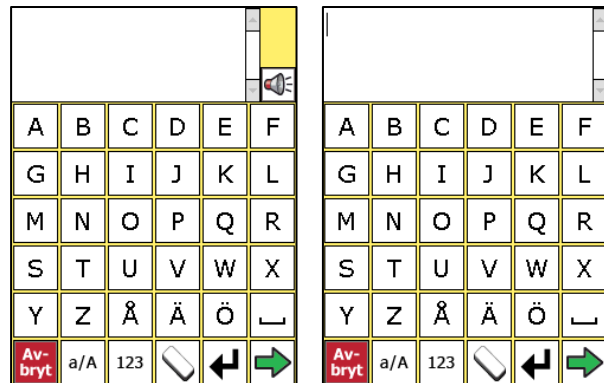 A B C D E F
G H I J K L
M N O P Q R
S T U V W X
Y Z Å Ä Ö
Av-
bryt a/A 123
A B C D E F
G H I J K L
M N O P Q R
S T U V W X
Y Z Å Ä Ö
Av-
bryt a/A 123